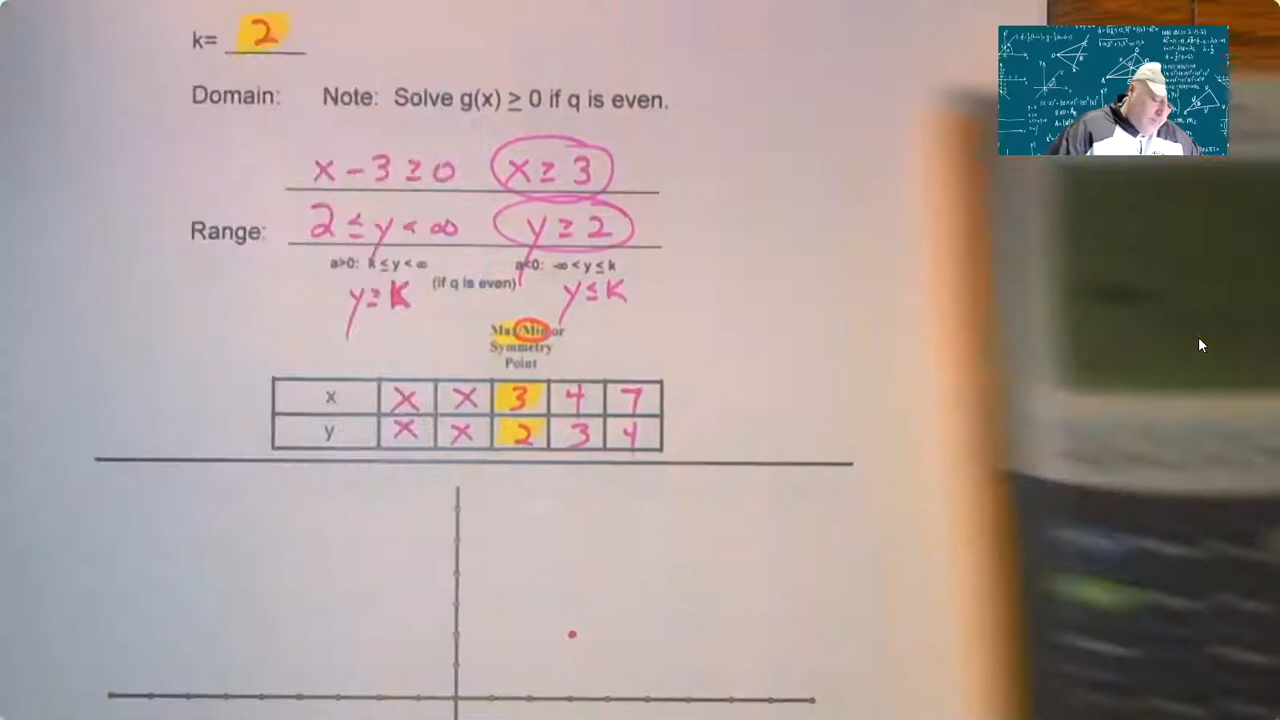 k= 2
Domain: Note: Solve g(x) ≥ 0 if q is even.
x - 3 ≥ 0 x ≥ 3
Range: 2 ≤ y < ∞ y ≥ 2
a>0: k ≤ y < ∞ a<0: -∞ < y ≤ k
(if q is even)
y ≥ K y ≤ K
Max/Min or
Symmetry
Point
x X X 3 4 7
y X X 2 3 4